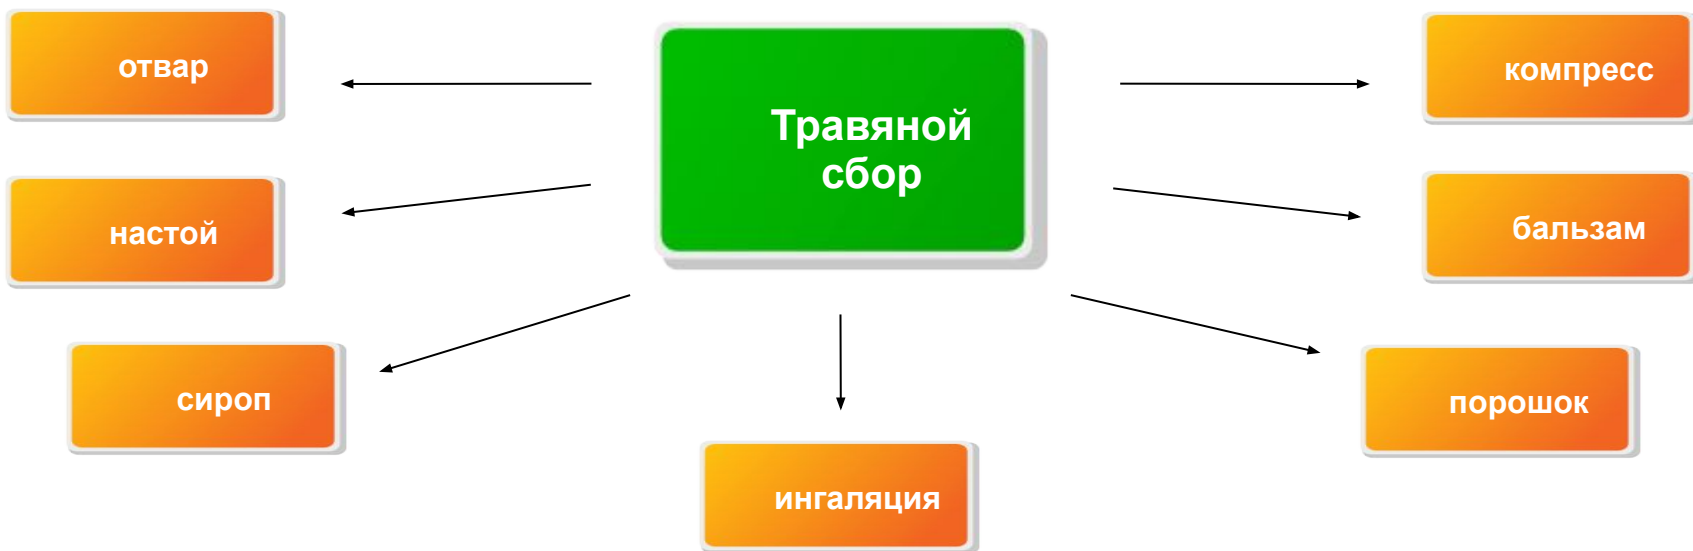 отвар
Травяной
сбор
компресс
настой
бальзам
сироп
порошок
ингаляция